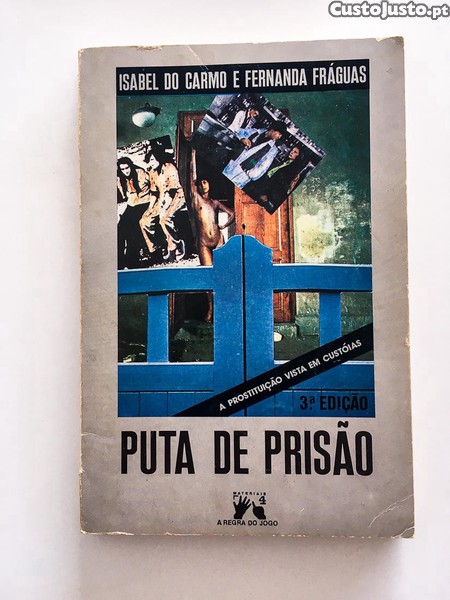 CustoJusto.pt
ISABEL DO CARMO E FERNANDA FRÁGUAS
A PROSTITUIÇÃO VISTA EM CUSTÓIAS
3.ª EDIÇÃO
PUTA DE PRISÃO
MATERIAIS
4
A REGRA DO JOGO